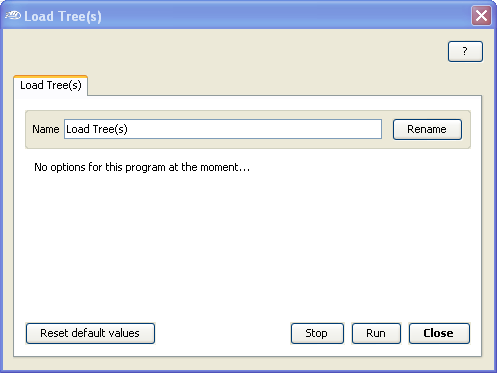 Load Tree(s)
?
Load Tree(s)
Name Load Tree(s) Rename
No options for this program at the moment...
Reset default values Stop Run Close